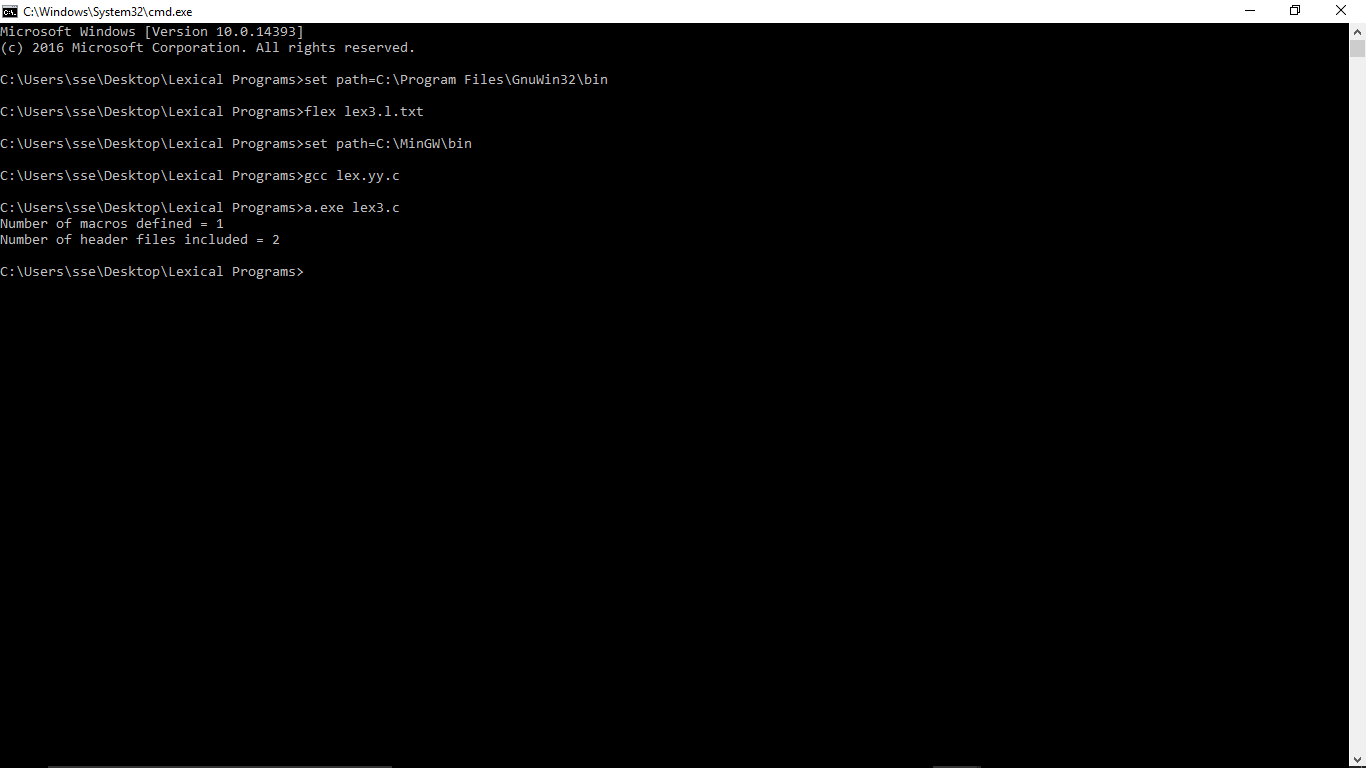 C:\Windows\System32\cmd.exe
Microsoft Windows [Version 10.0.14393]
(c) 2016 Microsoft Corporation. All rights reserved.
C:\Users\sse\Desktop\Lexical Programs>set path=C:\Program Files\GnuWin32\bin
C:\Users\sse\Desktop\Lexical Programs>flex lex3.l.txt
C:\Users\sse\Desktop\Lexical Programs>set path=C:\MinGW\bin
C:\Users\sse\Desktop\Lexical Programs>gcc lex.yy.c
C:\Users\sse\Desktop\Lexical Programs>a.exe lex3.c
Number of macros defined = 1
Number of header files included = 2
C:\Users\sse\Desktop\Lexical Programs>